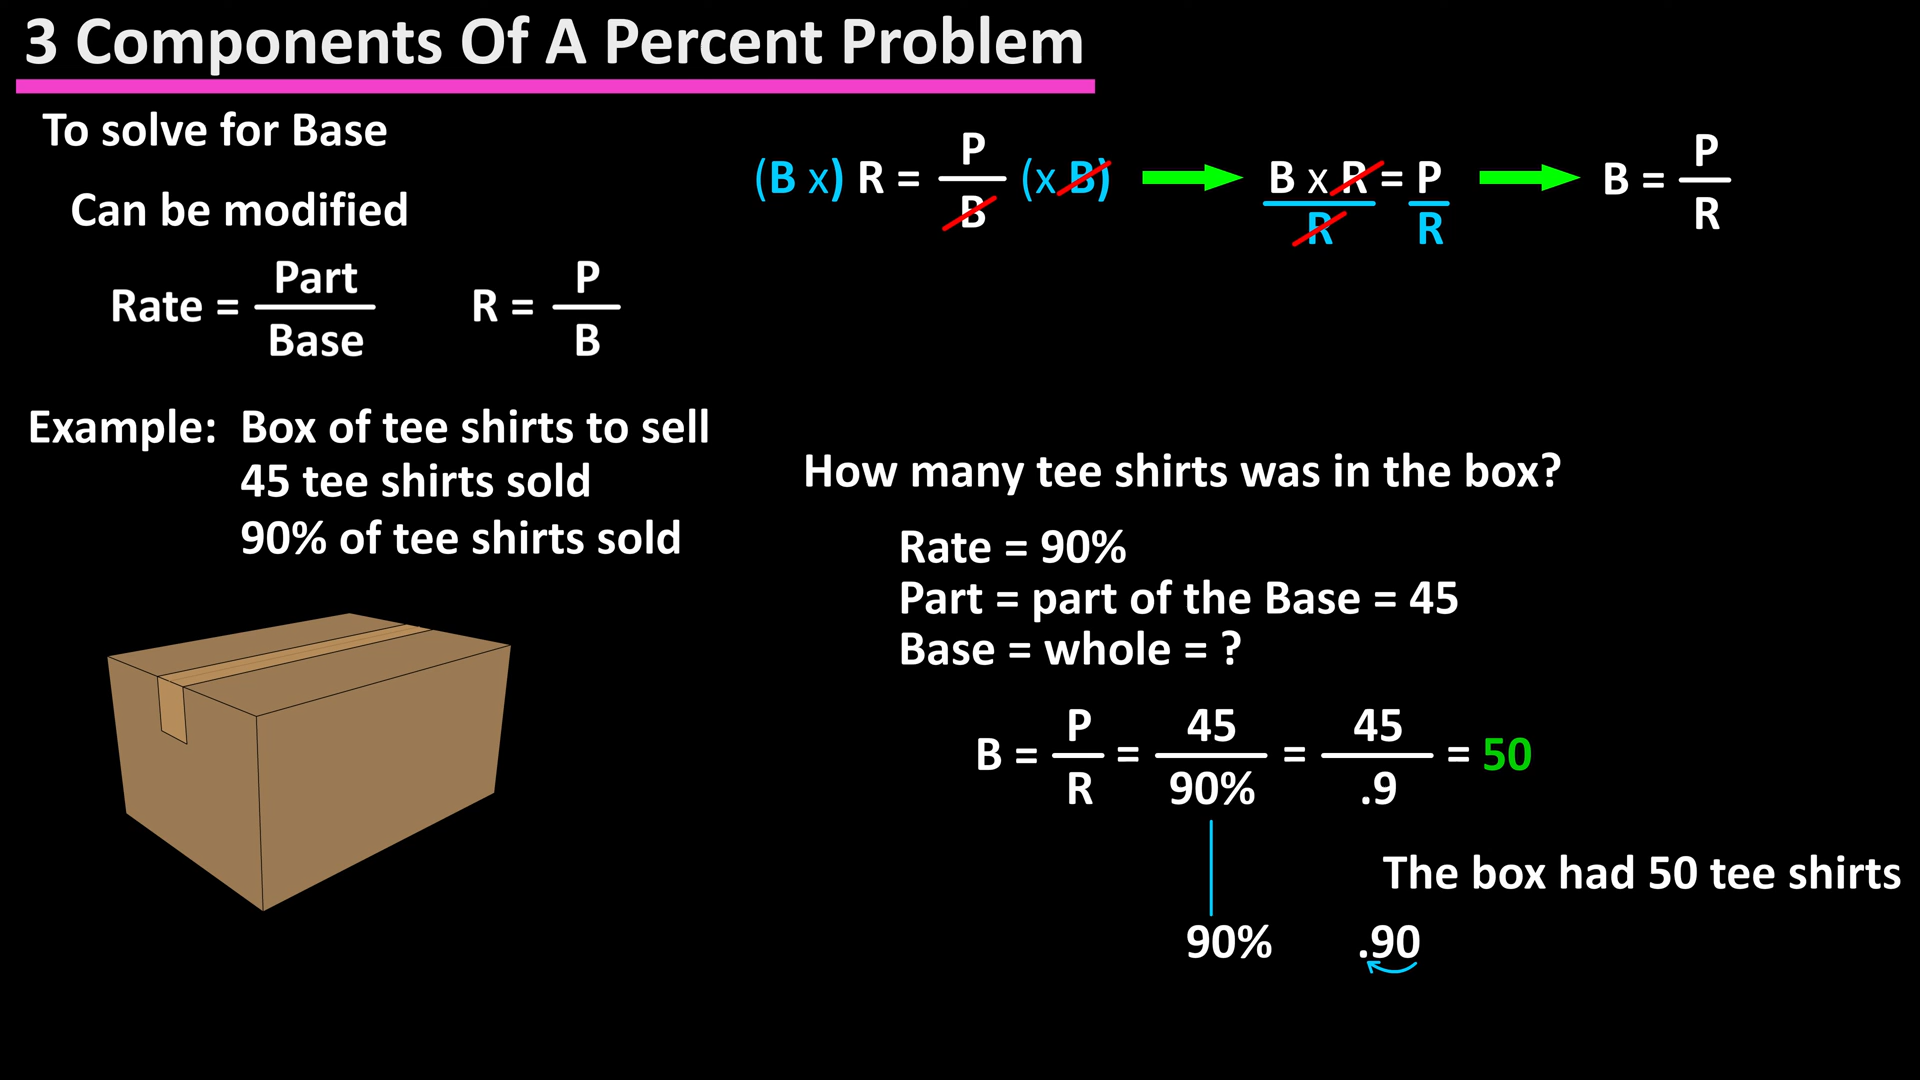 3 Components Of A Percent Problem
To solve for Base
Can be modified
Rate = Part / Base
R = P / B
(B x) R = P / B (x B)
B x R / R = P / R
B = P / R
Example: Box of tee shirts to sell
45 tee shirts sold
90% of tee shirts sold
How many tee shirts was in the box?
Rate = 90%
Part = part of the Base = 45
Base = whole = ?
B = P / R = 45 / 90% = 45 / .9 = 50
The box had 50 tee shirts
90% .90